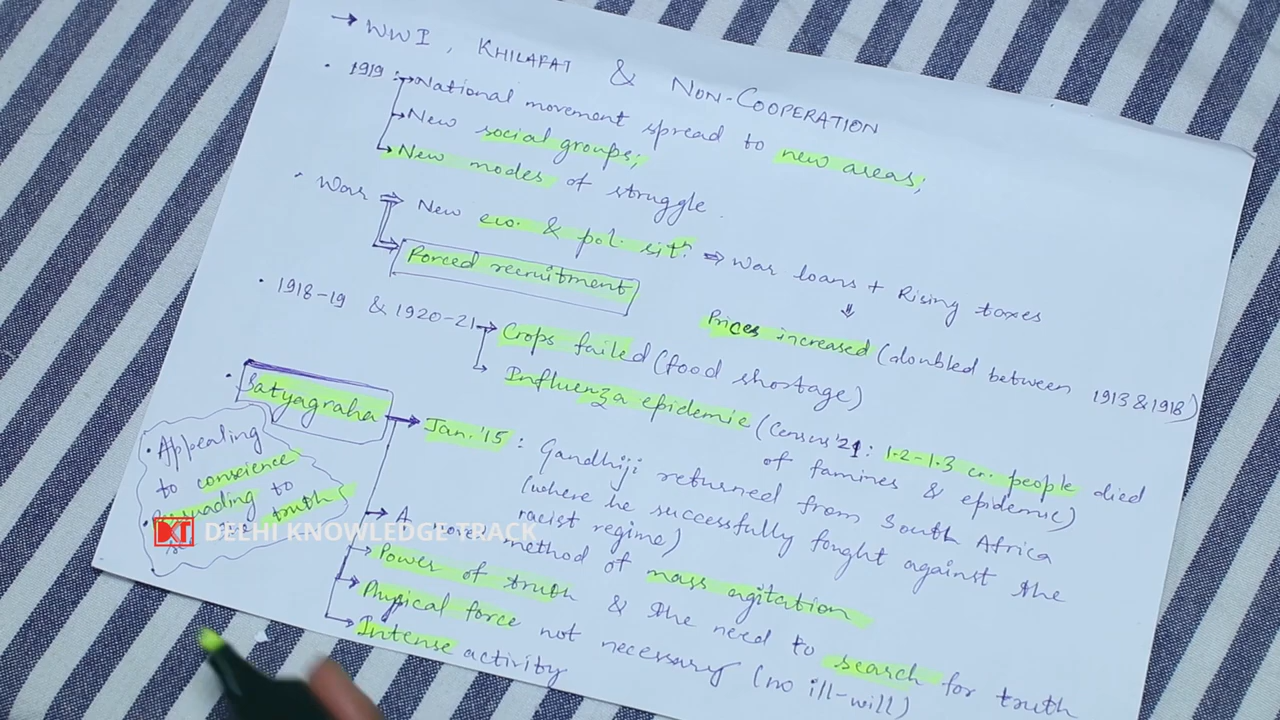 → WWI, KHILAFAT & NON-COOPERATION
• 1919 : → National movement spread to new areas;
→ New social groups;
→ New modes of struggle.
• War ⇒ New eco. & pol. sitⁿ. ⇒ War loans + Rising taxes
⇓
Forced recruitment
Prices increased (doubled between 1913 & 1918)
• 1918-19 & 1920-21 → Crops failed (food shortage)
→ Influenza epidemic (Census '21: 1.2-1.3 cr. people died
of famines & epidemic)
• Satyagraha → Jan. '15 : Gandhiji returned from South Africa
(where he successfully fought against the
racist regime)
→ A method of mass agitation
→ Power of truth & the need to search for truth
→ Physical force not necessary (no ill-will)
→ Intense activity
• Appealing
to conscience
• to
truth
DKT DELHI KNOWLEDGE TRACK